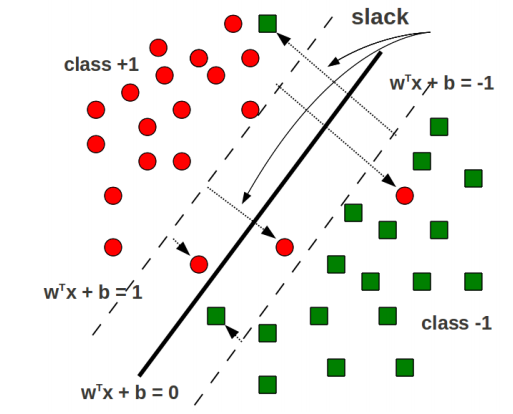 slack
class +1
wᵀx + b = -1
wᵀx + b = 1
class -1
wᵀx + b = 0